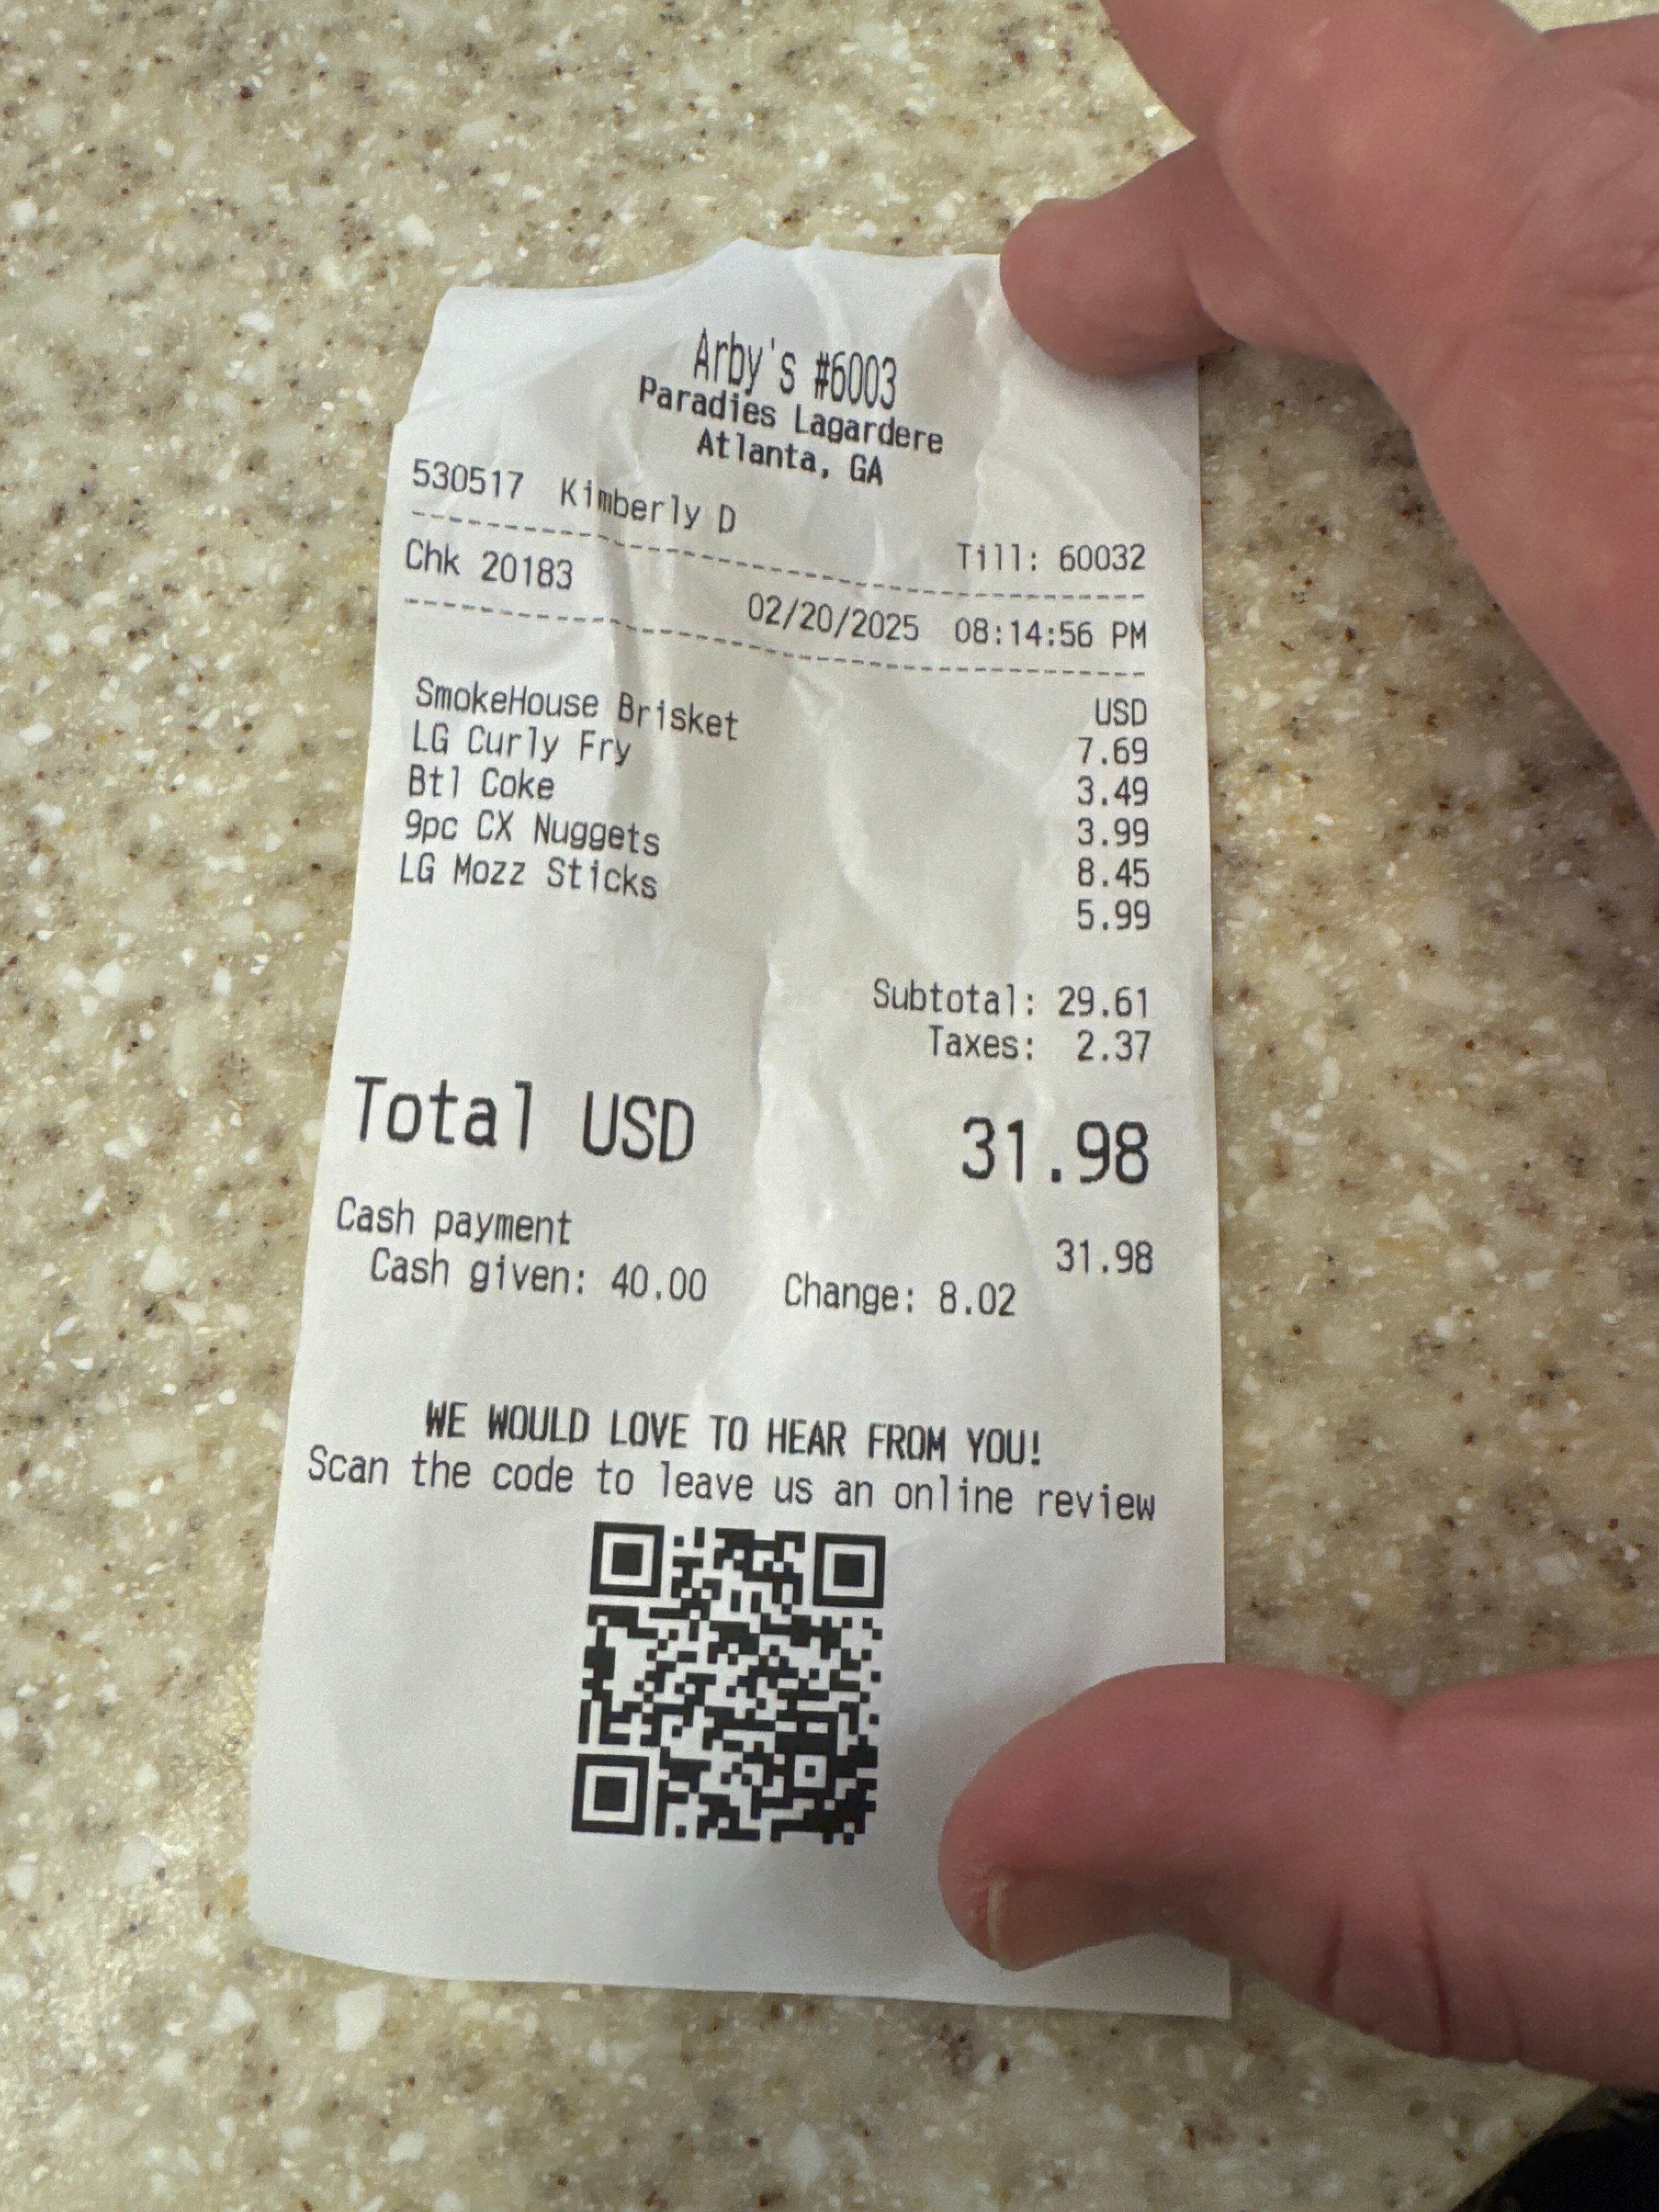 Arby's #6003
Paradies Lagardere
Atlanta, GA
530517 Kimberly D Till: 60032
Chk 20183 02/20/2025 08:14:56 PM
USD
SmokeHouse Brisket 7.69
LG Curly Fry 3.49
Btl Coke 3.99
9pc CX Nuggets 8.45
LG Mozz Sticks 5.99
Subtotal: 29.61
Taxes: 2.37
Total USD 31.98
Cash payment 31.98
Cash given: 40.00 Change: 8.02
WE WOULD LOVE TO HEAR FROM YOU!
Scan the code to leave us an online review